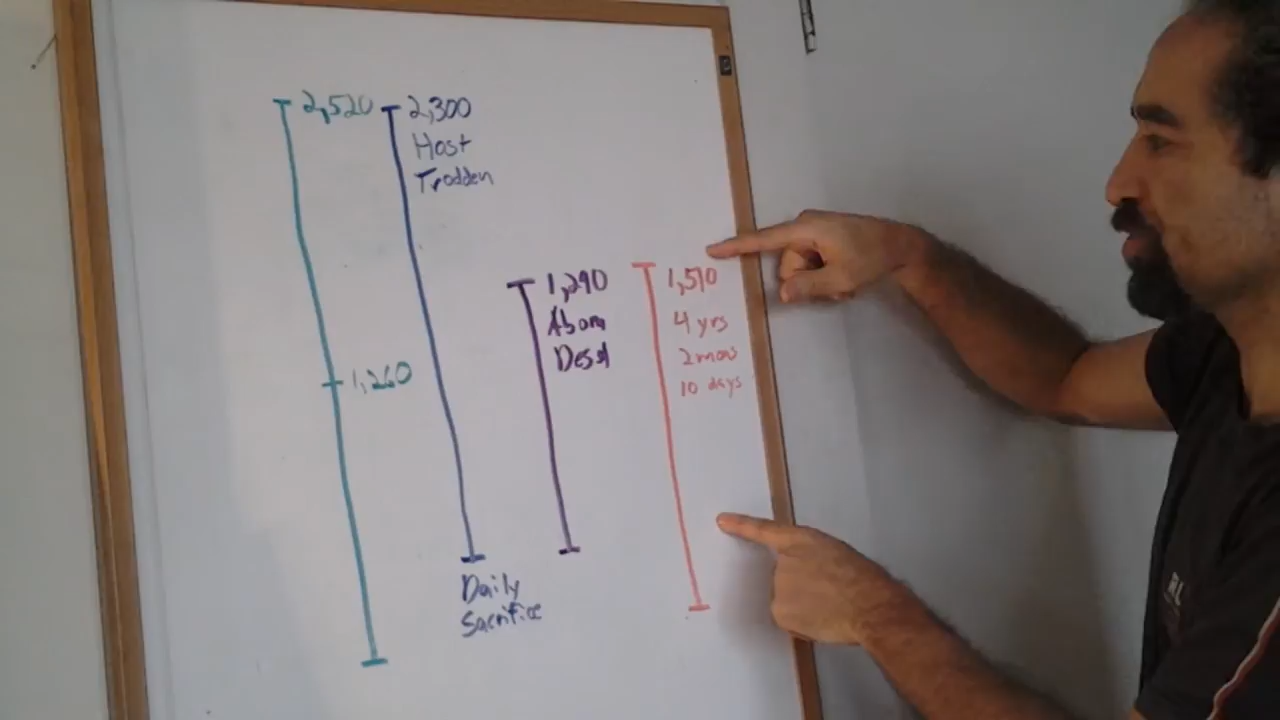 2,520
2,300
Host
Trodden
1,290
Abom
Desol
1,510
4 yrs
2 mos
10 days
1,260
Daily
Sacrifice